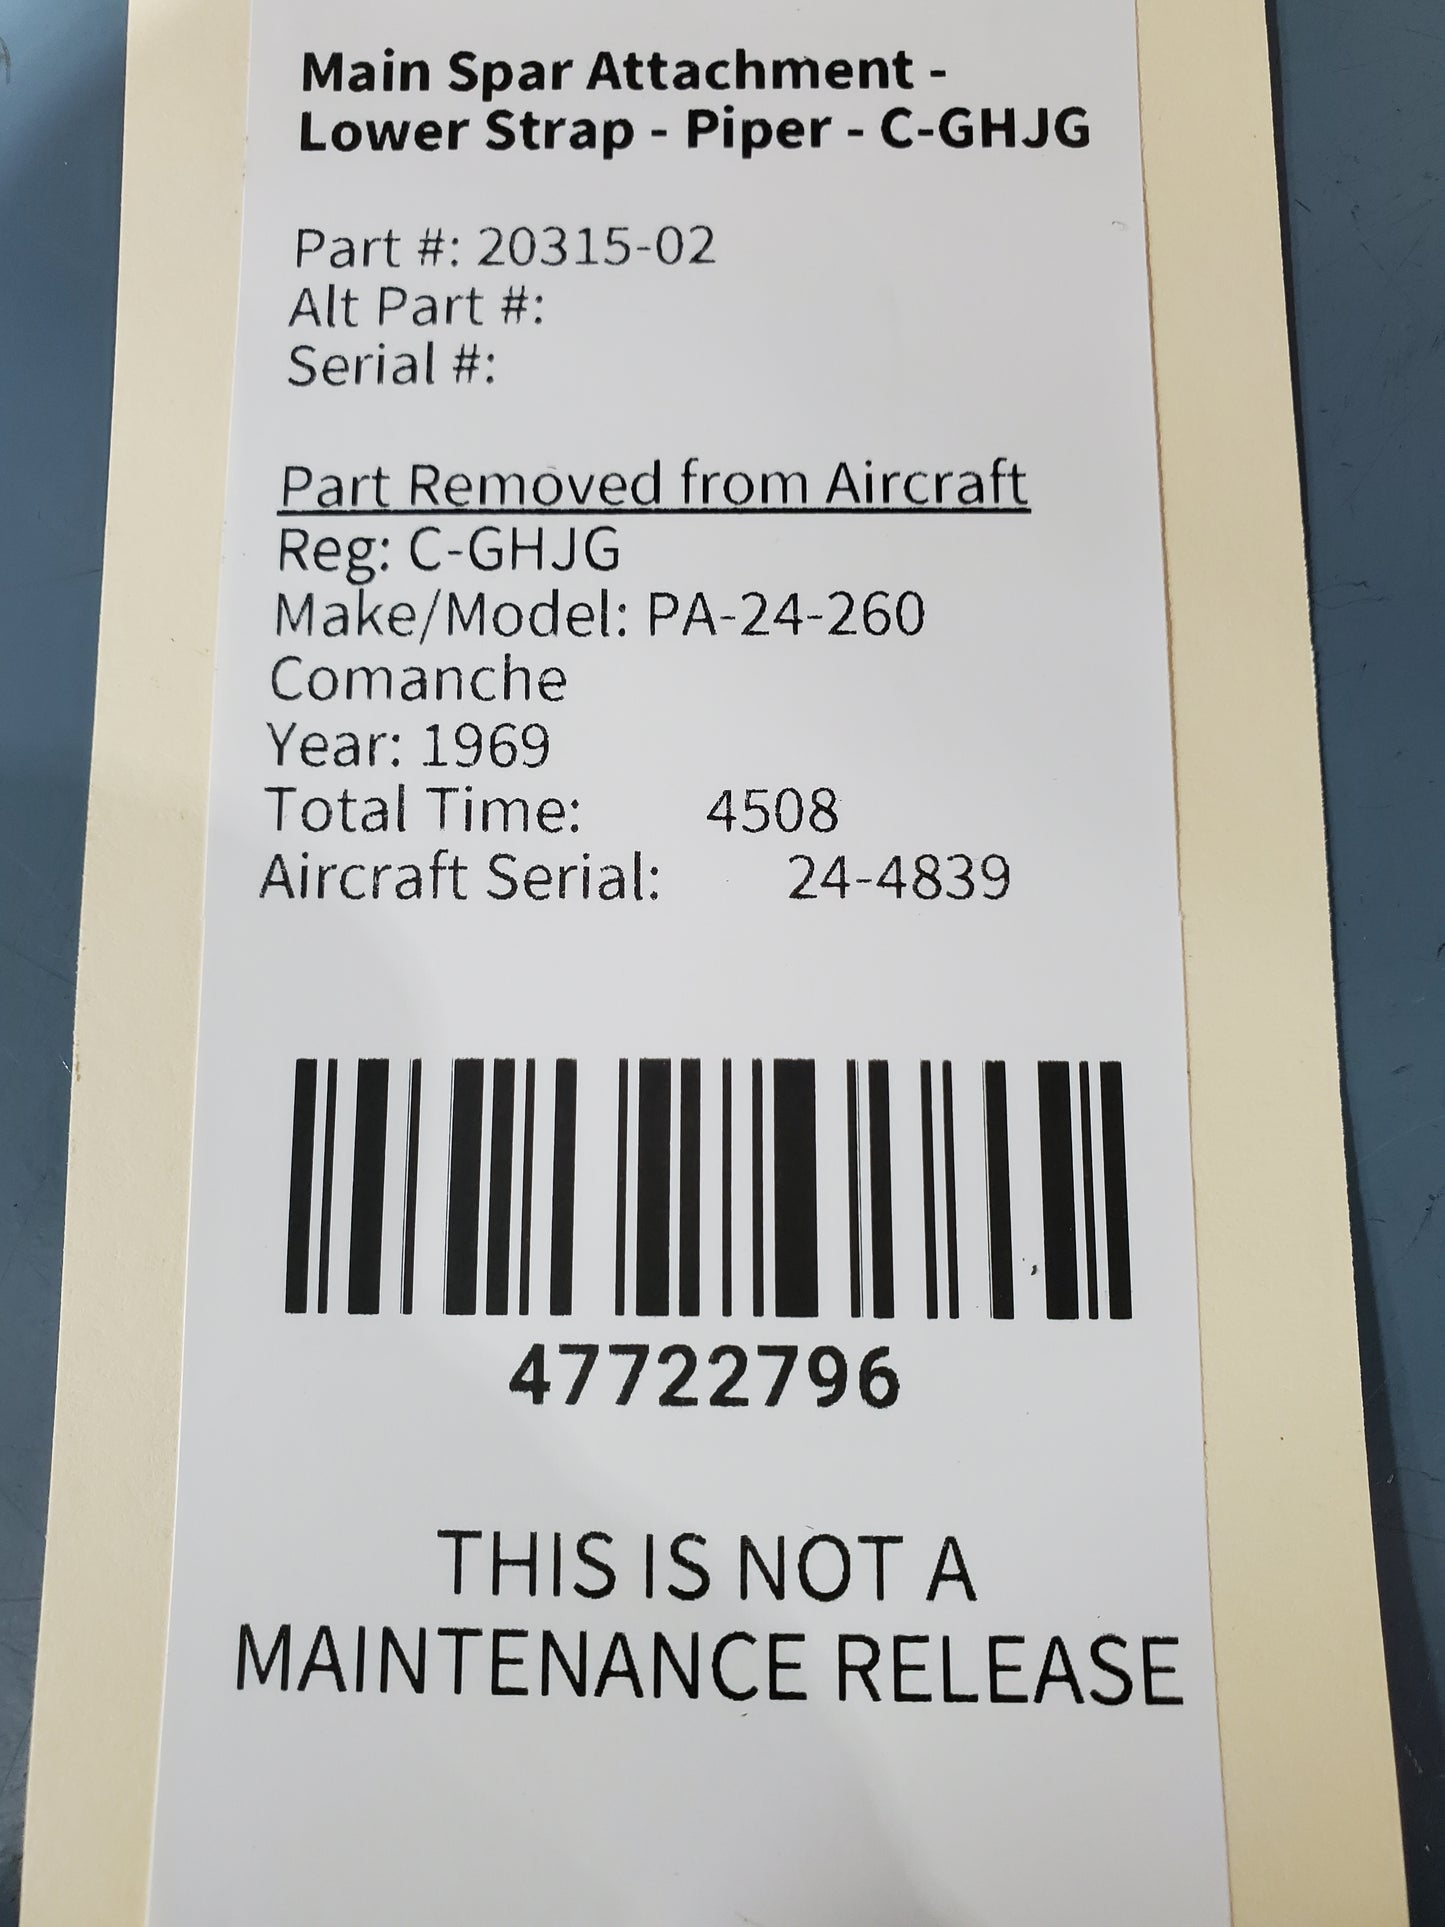 Main Spar Attachment -
Lower Strap - Piper - C-GHJG
Part #: 20315-02
Alt Part #:
Serial #:
Part Removed from Aircraft
Reg: C-GHJG
Make/Model: PA-24-260
Comanche
Year: 1969
Total Time: 4508
Aircraft Serial: 24-4839
47722796
THIS IS NOT A
MAINTENANCE RELEASE